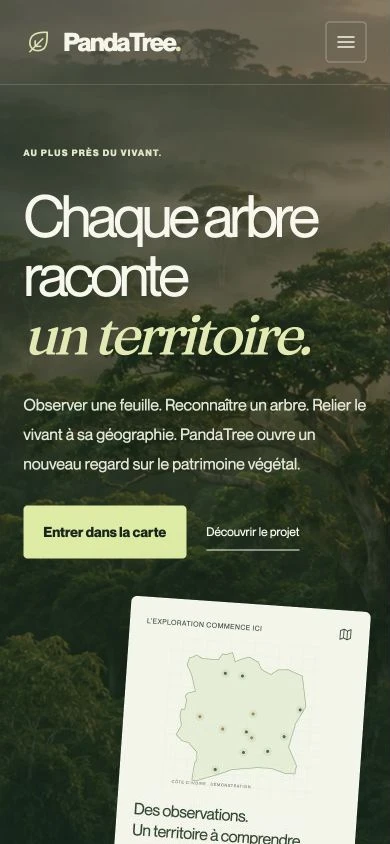 PandaTree.
AU PLUS PRÈS DU VIVANT.
Chaque arbre
raconte
un territoire.
Observer une feuille. Reconnaître un arbre. Relier le
vivant à sa géographie. PandaTree ouvre un
nouveau regard sur le patrimoine végétal.
Entrer dans la carte
Découvrir le projet
L'EXPLORATION COMMENCE ICI
CÔTE D'IVOIRE · DÉMONSTRATION
Des observations.
Un territoire à comprendre